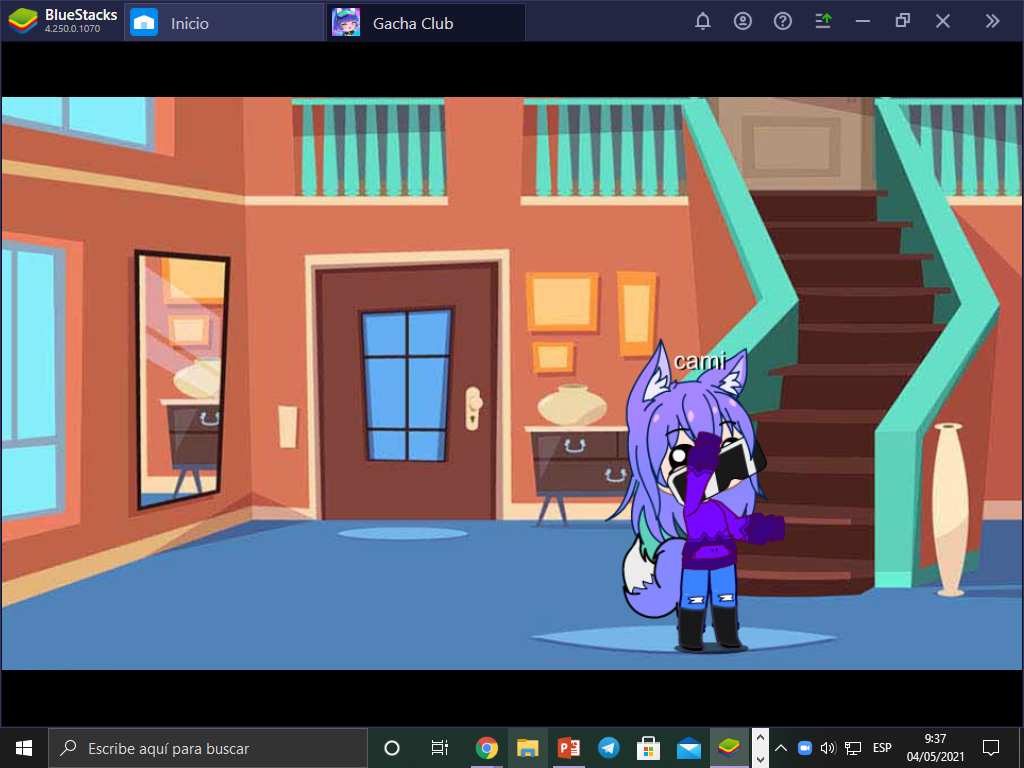 BlueStacks
4.250.0.1070
Inicio
Gacha Club
cami
Escribe aquí para buscar
ESP
9:37
04/05/2021